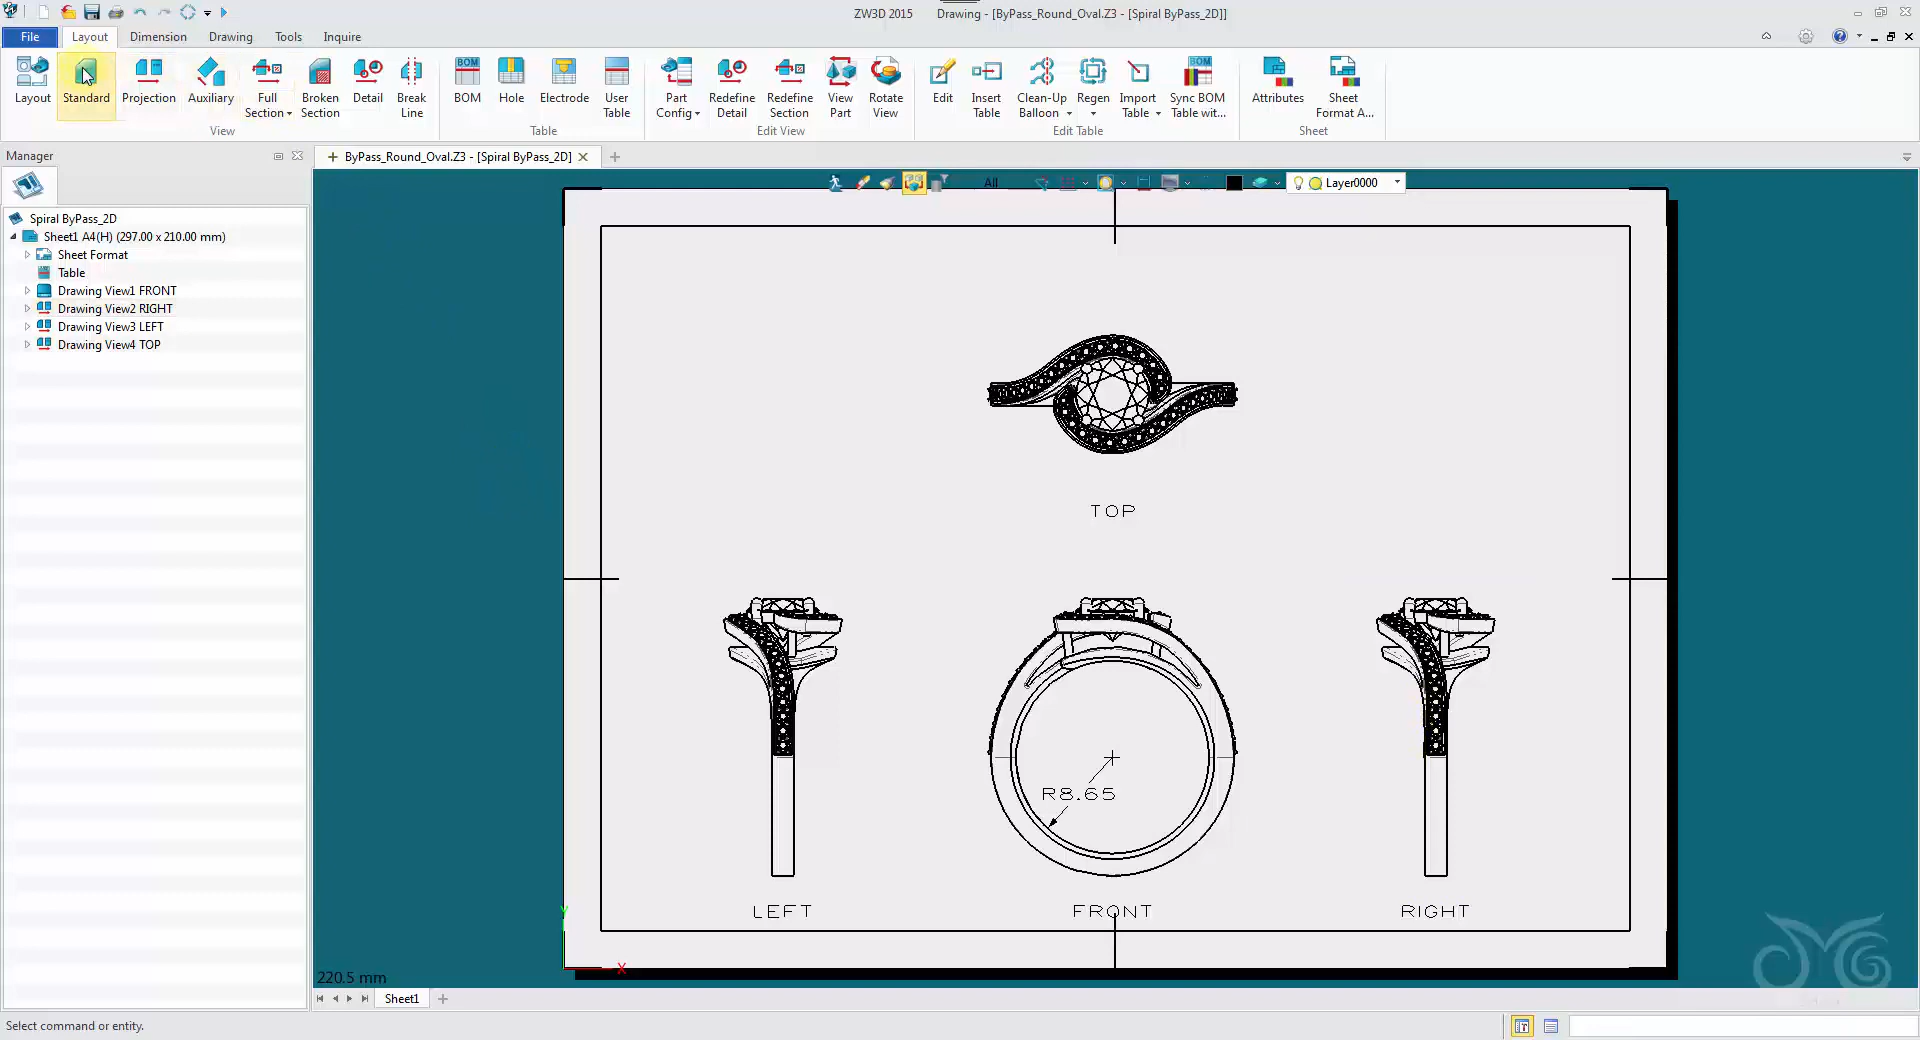 ZW3D 2015 Drawing - [ByPass_Round_Oval.Z3 - [Spiral ByPass_2D]]
File Layout Dimension Drawing Tools Inquire
Layout Standard Projection Auxiliary Full Section Broken Section Detail Break Line BOM Hole Electrode User Table Part Config Redefine Detail Redefine Section View Part Rotate View Edit Insert Table Clean-Up Balloon Regen Import Table Sync BOM Table wit... Attributes Sheet Format A...
View Table Edit View Edit Table Sheet
Manager
ByPass_Round_Oval.Z3 - [Spiral ByPass_2D]
All
Layer0000
Spiral ByPass_2D
Sheet1 A4(H) (297.00 x 210.00 mm)
Sheet Format
Table
Drawing View1 FRONT
Drawing View2 RIGHT
Drawing View3 LEFT
Drawing View4 TOP
TOP
R8.65
LEFT FRONT RIGHT
Y
X
220.5 mm
Sheet1
Select command or entity.